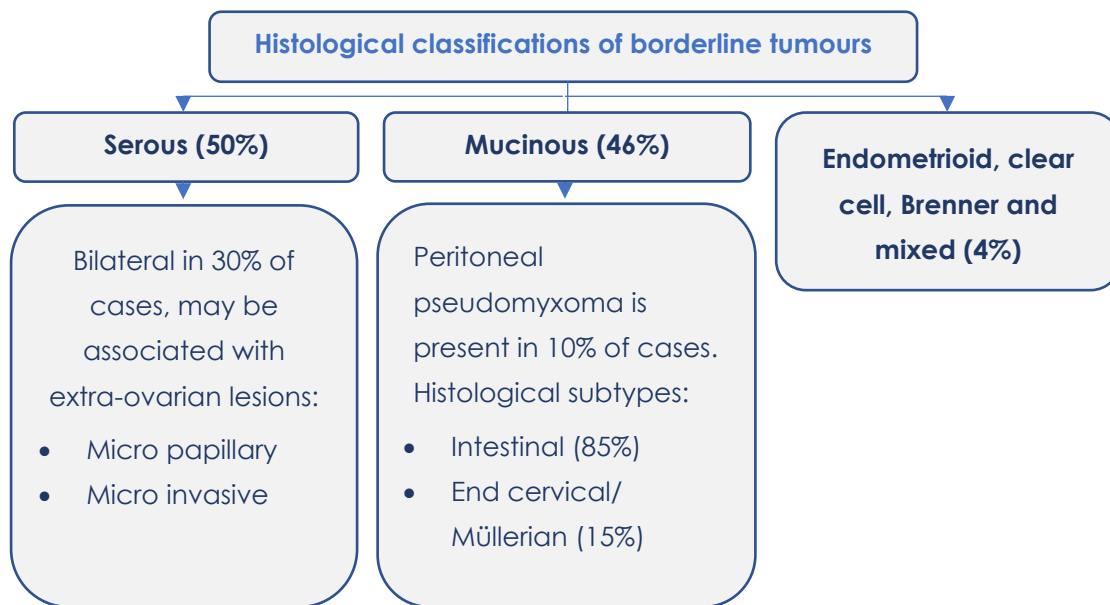 Histological classifications of borderline tumours
Serous (50%)
Bilateral in 30% of
cases, may be
associated with
extra-ovarian lesions:
• Micro papillary
• Micro invasive
Mucinous (46%)
Peritoneal
pseudomyxoma is
present in 10% of cases.
Histological subtypes:
• Intestinal (85%)
• End cervical/
Müllerian (15%)
Endometrioid, clear
cell, Brenner and
mixed (4%)